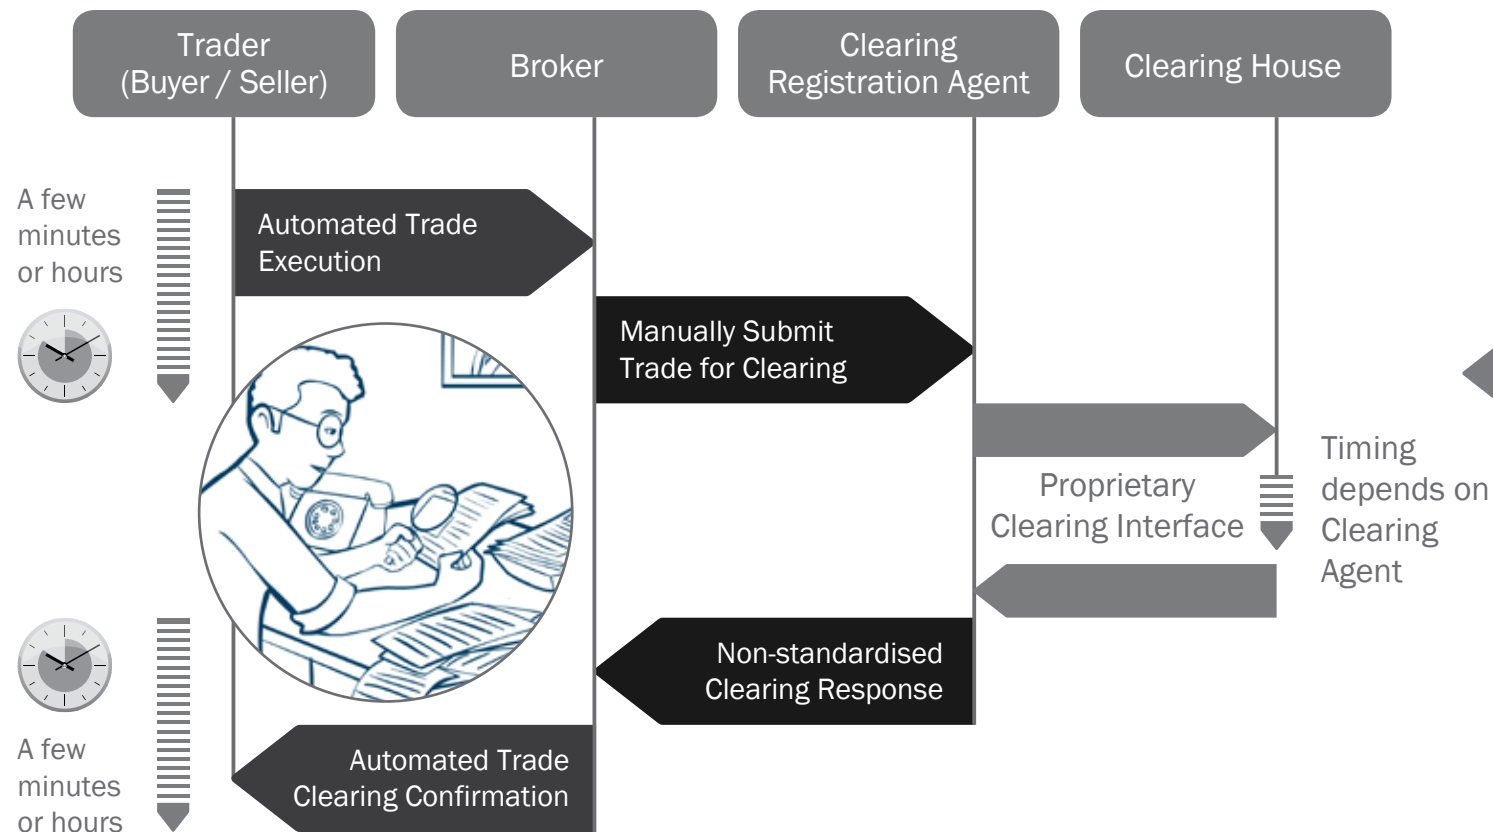 Trader
(Buyer / Seller)
Broker
Clearing
Registration Agent
Clearing House
A few
minutes
or hours
Automated Trade
Execution
Manually Submit
Trade for Clearing
Proprietary
Clearing Interface
Timing
depends on
Clearing
Agent
Non-standardised
Clearing Response
Automated Trade
Clearing Confirmation
A few
minutes
or hours